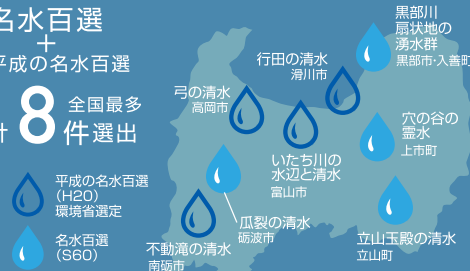 名水百選
＋
平成の名水百選
計8件選出
全国最多
平成の名水百選
（H20）
環境省選定
名水百選
（S60）
黒部川
扇状地の
湧水群
黒部市・入善町
行田の清水
滑川市
弓の清水
高岡市
穴の谷の
霊水
上市町
いたち川の
水辺と清水
富山市
瓜裂の清水
砺波市
立山玉殿の清水
立山町
不動滝の清水
南砺市